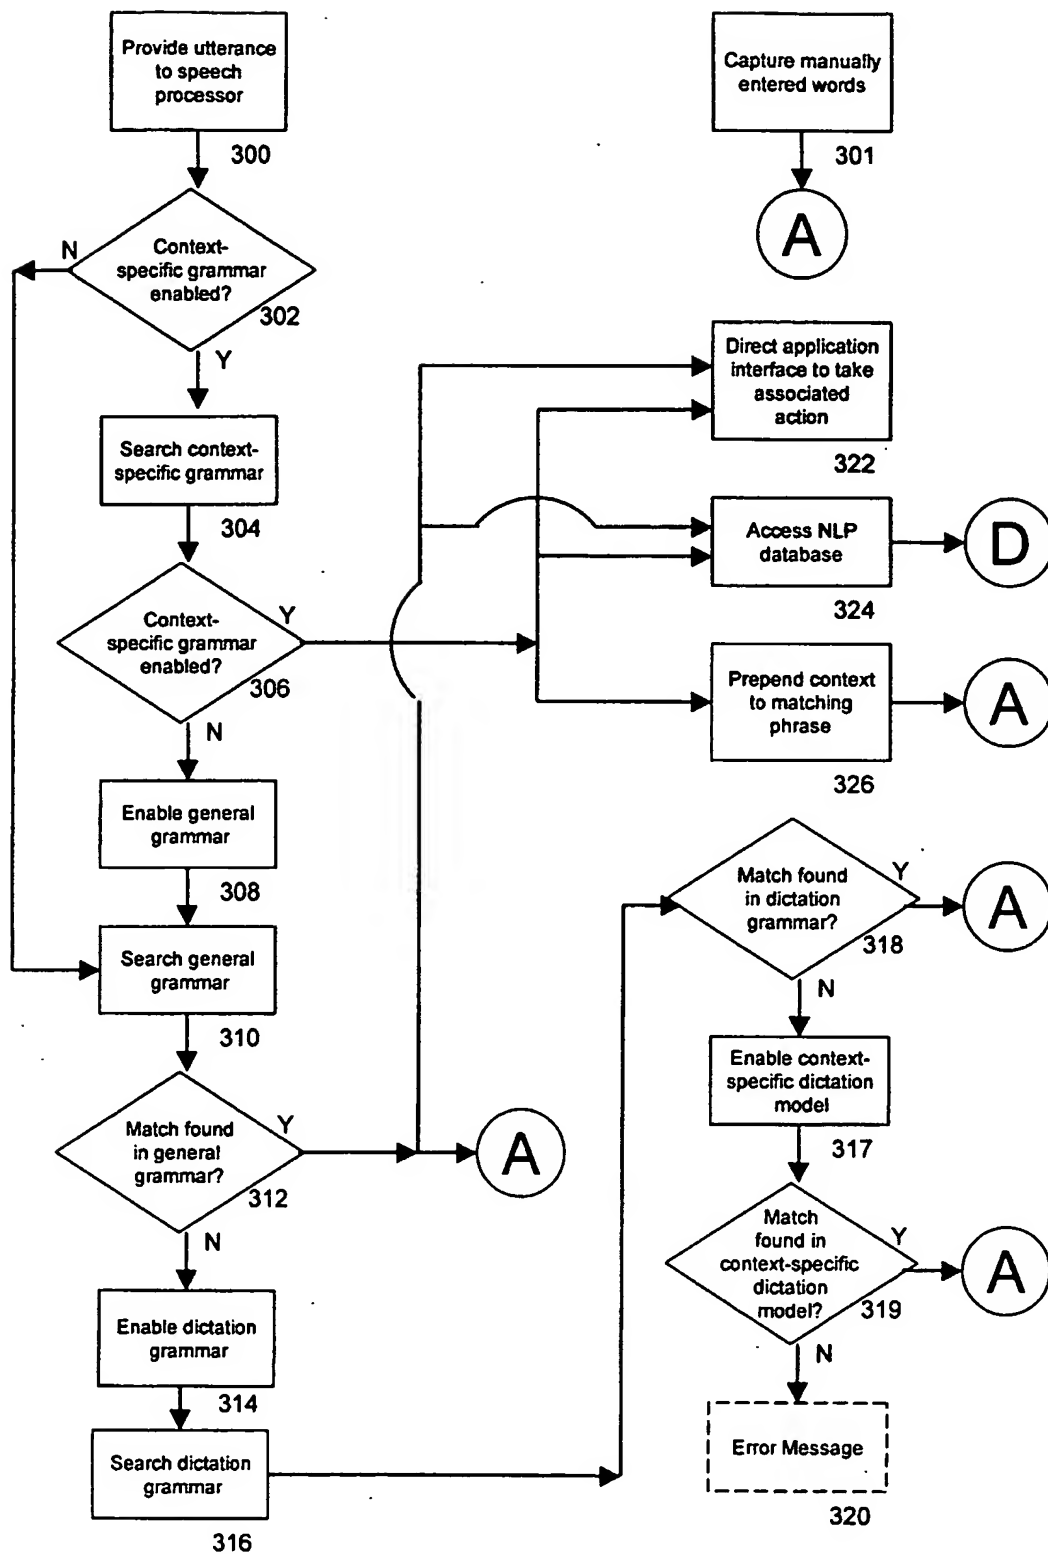 Provide utterance
to speech
processor
300
N
Context-
specific grammar
enabled?
302
Y
Search context-
specific grammar
304
Context-
specific grammar
enabled?
Y
306
N
Enable general
grammar
308
Search general
grammar
310
Match found
in general
grammar?
Y
312
A
N
Enable dictation
grammar
314
Search dictation
grammar
316
Capture manually
entered words
301
A
Direct application
interface to take
associated
action
322
Access NLP
database
D
324
Prepend context
to matching
phrase
A
326
Match found
in dictation
grammar?
Y
A
318
N
Enable context-
specific dictation
model
317
Match
found in
context-specific
dictation
model?
Y
A
319
N
Error Message
320